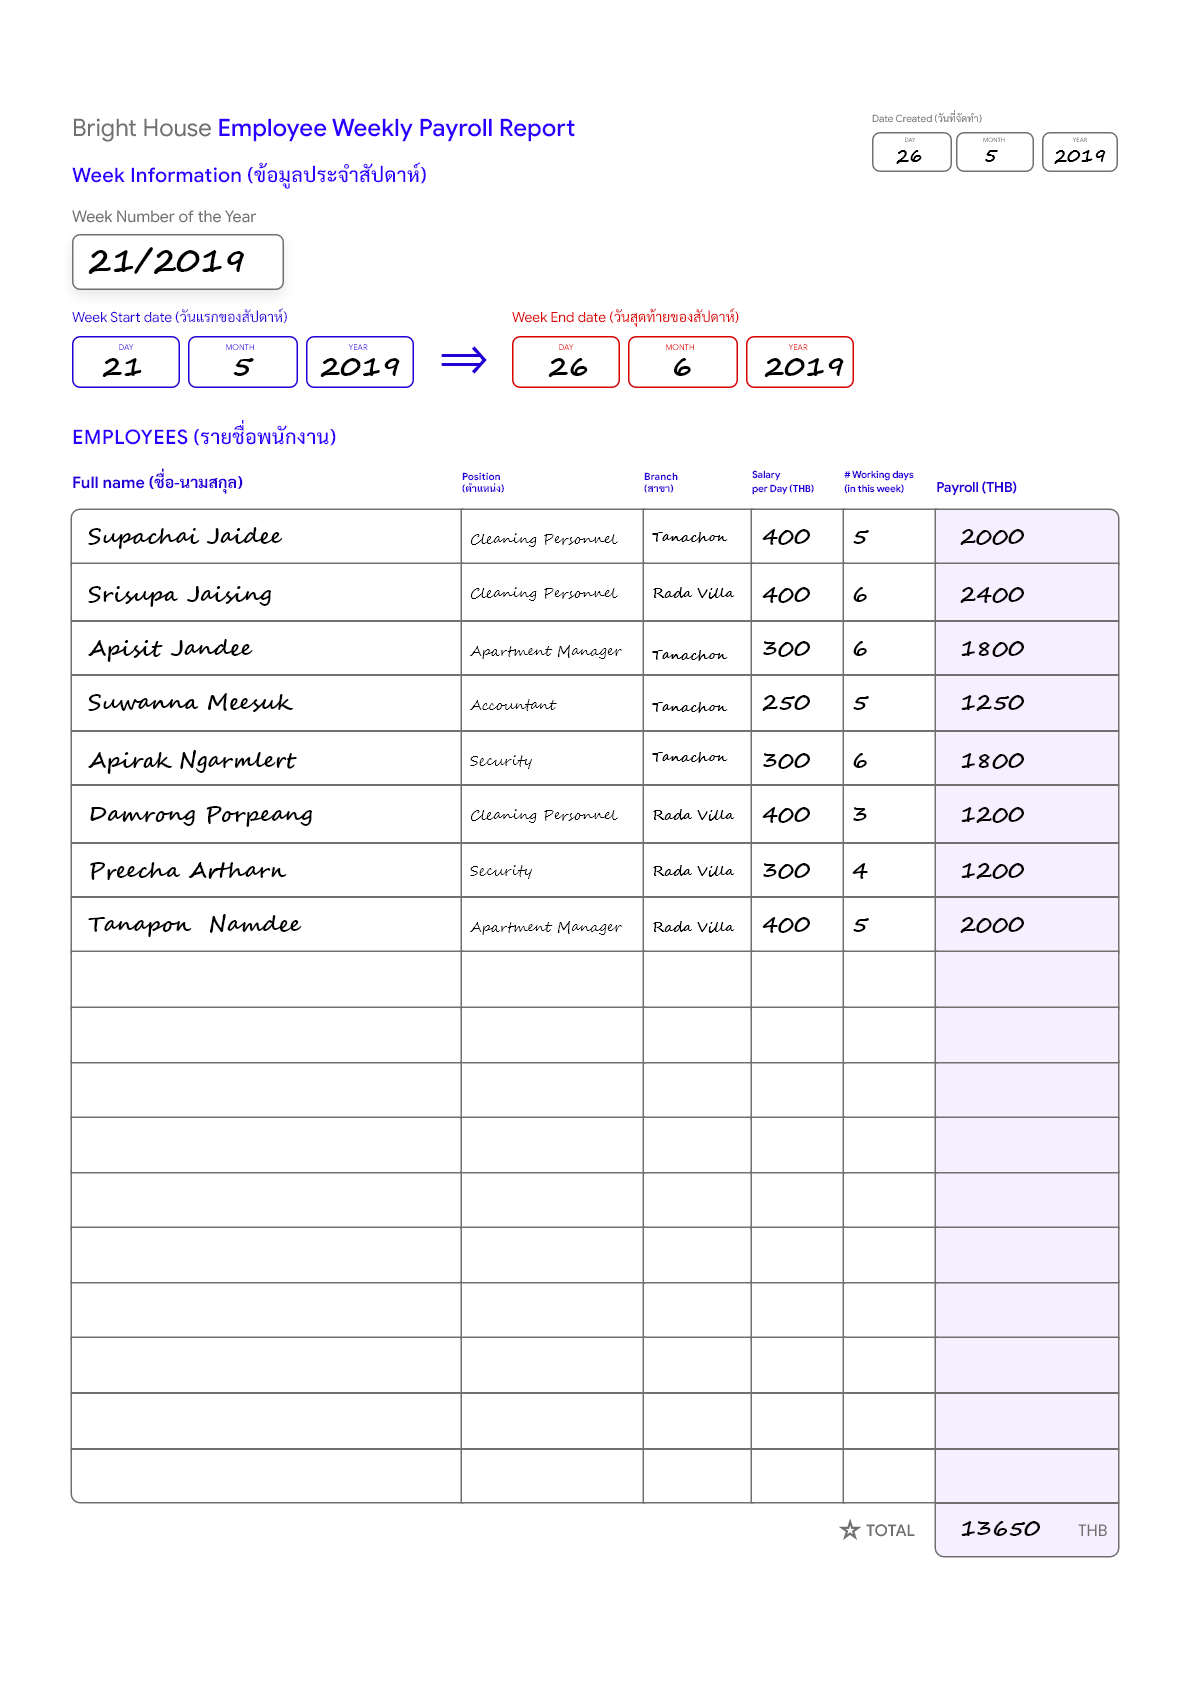 Bright House Employee Weekly Payroll Report
Date Created (วันที่จัดทำ)
DAY MONTH YEAR
26 5 2019
Week Information (ข้อมูลประจำสัปดาห์)
Week Number of the Year
21/2019
Week Start date (วันแรกของสัปดาห์) Week End date (วันสุดท้ายของสัปดาห์)
DAY MONTH YEAR DAY MONTH YEAR
21 5 2019 ⇒ 26 6 2019
EMPLOYEES (รายชื่อพนักงาน)
Full name (ชื่อ-นามสกุล) Position (ตำแหน่ง) Branch (สาขา) Salary per Day (THB) # Working days (in this week) Payroll (THB)
Supachai Jaidee Cleaning Personnel Tanachon 400 5 2000
Srisupa Jaising Cleaning Personnel Rada Villa 400 6 2400
Apisit Jandee Apartment Manager Tanachon 300 6 1800
Suwanna Meesuk Accountant Tanachon 250 5 1250
Apirak Ngarmlert Security Tanachon 300 6 1800
Damrong Porpeang Cleaning Personnel Rada Villa 400 3 1200
Preecha Artharn Security Rada Villa 300 4 1200
Tanapon Namdee Apartment Manager Rada Villa 400 5 2000
TOTAL 13650 THB